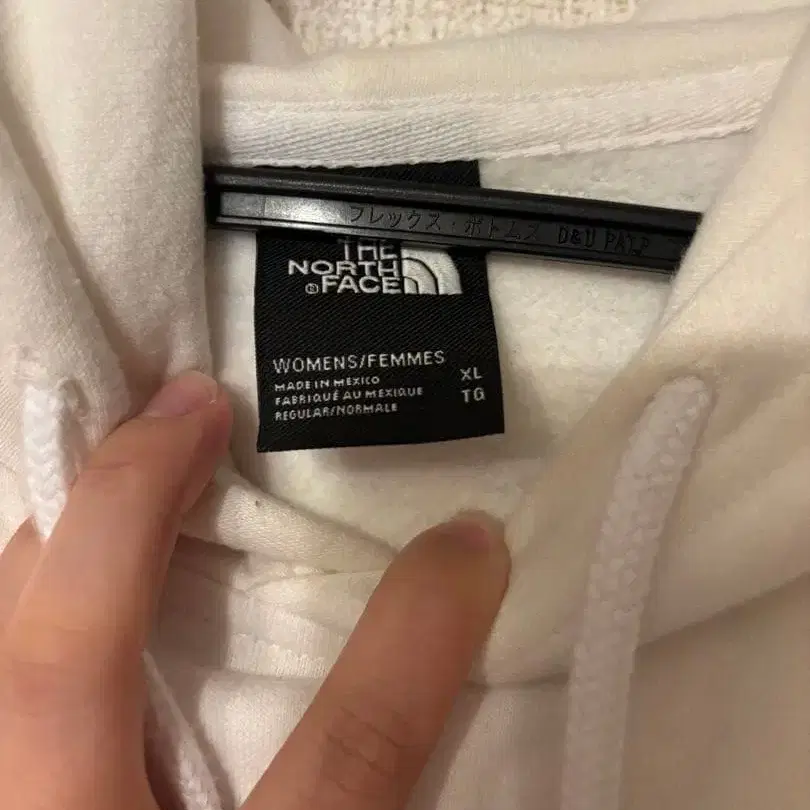 フレックス・ボトムス D&U PAT.P
THE
NORTH
FACE
WOMENS/FEMMES
MADE IN MEXICO
FABRIQUÉ AU MEXIQUE
REGULAR/NORMALE
XL
TG